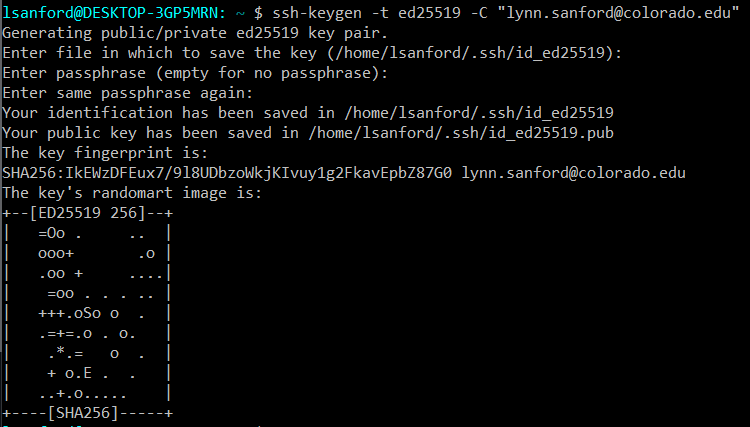 lsanford@DESKTOP-3GP5MRN: ~ $ ssh-keygen -t ed25519 -C "lynn.sanford@colorado.edu"
Generating public/private ed25519 key pair.
Enter file in which to save the key (/home/lsanford/.ssh/id_ed25519):
Enter passphrase (empty for no passphrase):
Enter same passphrase again:
Your identification has been saved in /home/lsanford/.ssh/id_ed25519
Your public key has been saved in /home/lsanford/.ssh/id_ed25519.pub
The key fingerprint is:
SHA256:IkEWzDFEux7/9l8UDbzoWkjKIvuy1g2FkavEpbZ87G0 lynn.sanford@colorado.edu
The key's randomart image is:
+--[ED25519 256]--+
|   =Oo .     ..  |
|   ooo+       .o |
|   .oo +     ....|
|    =oo . . . .. |
|   +++.oSo o  .  |
|   .=+=.o . o.   |
|    .*.=   o  .  |
|    + o.E .  .   |
|   ..+.o.....    |
+----[SHA256]-----+